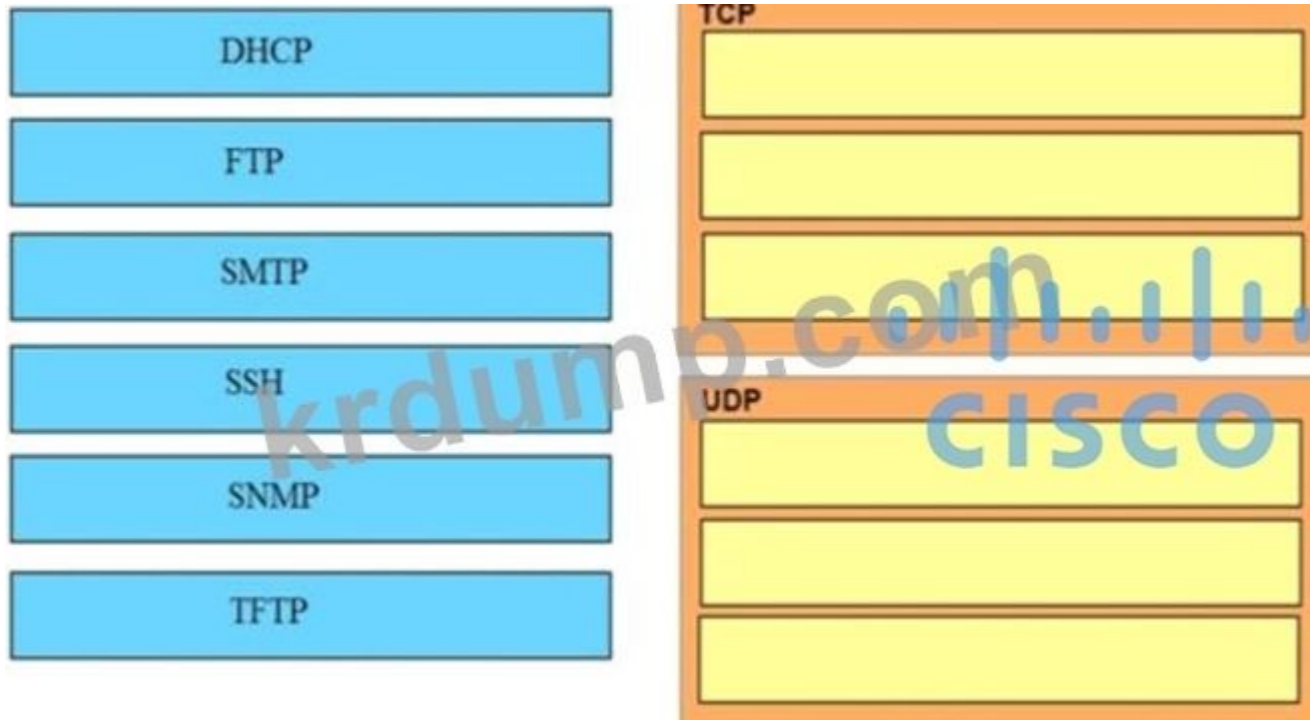 DHCP
FTP
SMTP
SSH
SNMP
TFTP
TCP
UDP
krdump.com
CISCO